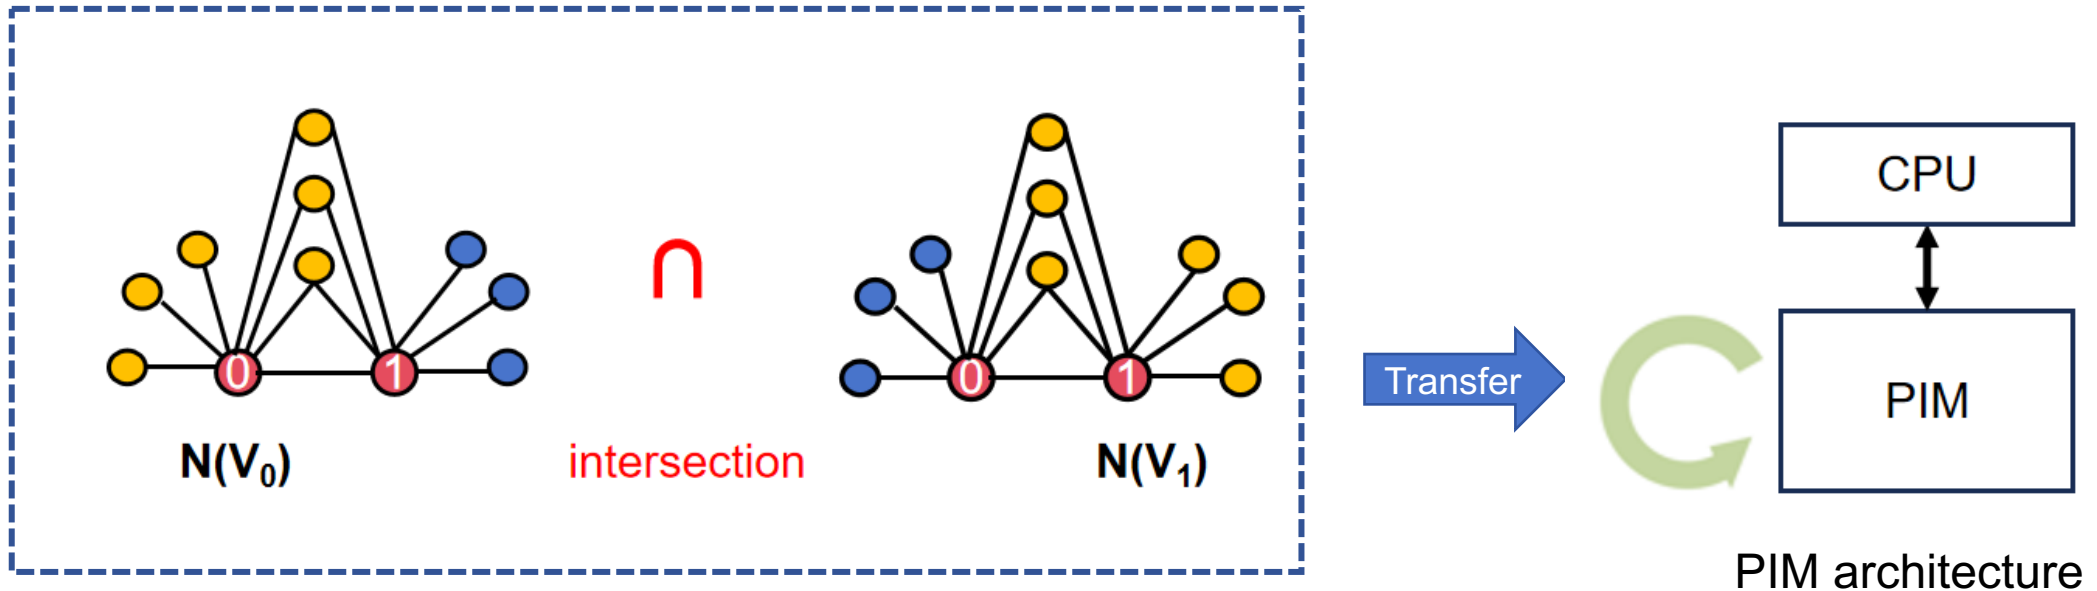 0 1
N(V₀)
∩
intersection
0 1
N(V₁)
Transfer
CPU
PIM
PIM architecture